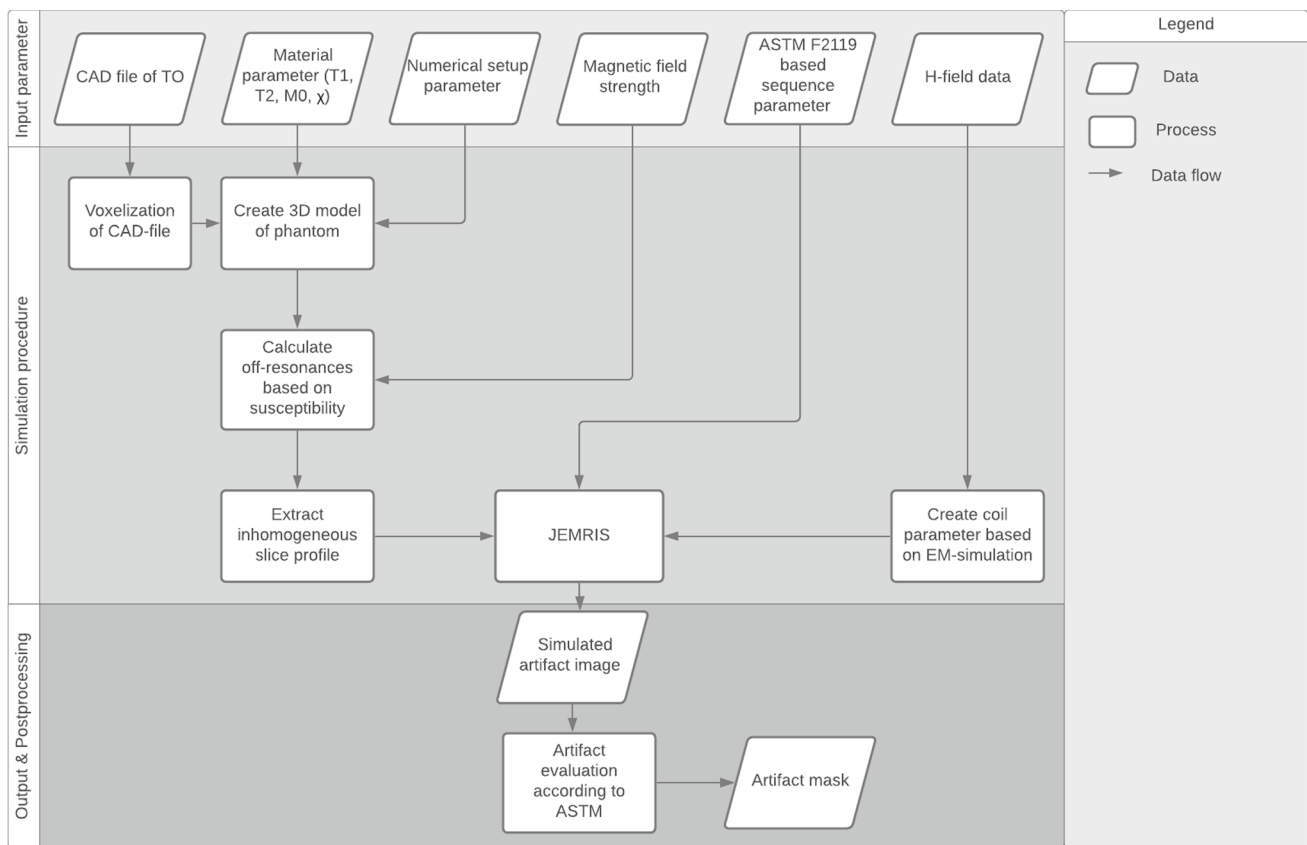 Input parameter
CAD file of TO
Material
parameter (T1,
T2, M0, χ)
Numerical setup
parameter
Magnetic field
strength
ASTM F2119
based
sequence
parameter
H-field data
Legend
Data
Process
Data flow
Simulation procedure
Voxelization
of CAD-file
Create 3D model
of phantom
Calculate
off-resonances
based on
susceptibility
Extract
inhomogeneous
slice profile
JEMRIS
Create coil
parameter based
on EM-simulation
Output & Postprocessing
Simulated
artifact image
Artifact
evaluation
according to
ASTM
Artifact mask